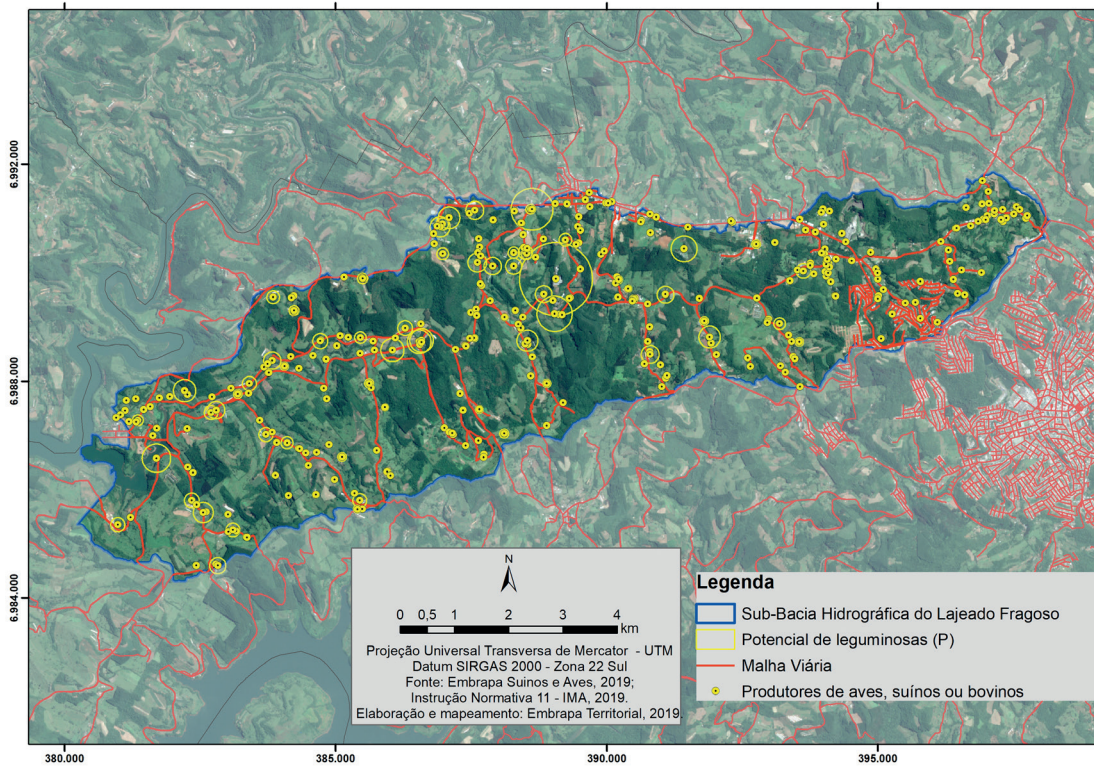 6.992.000
6.988.000
6.984.000
N
0 0,5 1 2 3 4
km
Projeção Universal Transversa de Mercator - UTM
Datum SIRGAS 2000 - Zona 22 Sul
Fonte: Embrapa Suinos e Aves, 2019;
Instrução Normativa 11 - IMA, 2019.
Elaboração e mapeamento: Embrapa Territorial, 2019.
Legenda
Sub-Bacia Hidrográfica do Lajeado Fragoso
Potencial de leguminosas (P)
Malha Viária
Produtores de aves, suínos ou bovinos
380.000 385.000 390.000 395.000